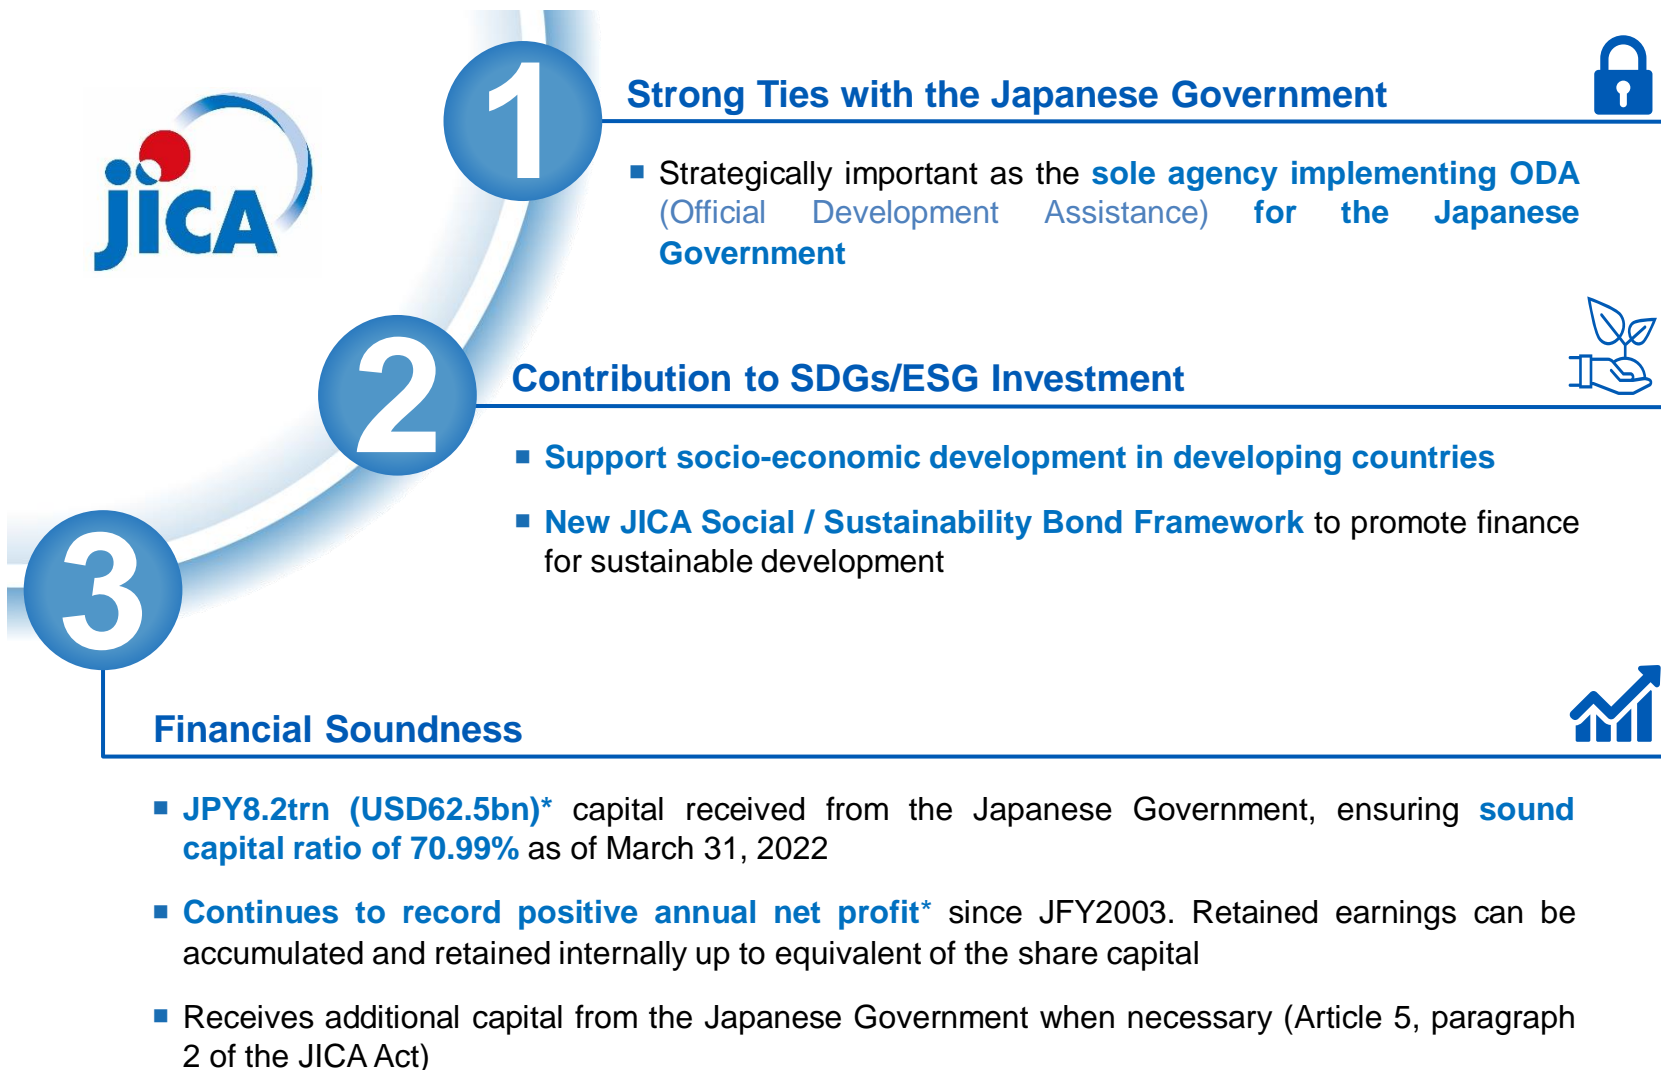 jica
1
Strong Ties with the Japanese Government
■ Strategically important as the sole agency implementing ODA
(Official Development Assistance) for the Japanese
Government
2
Contribution to SDGs/ESG Investment
■ Support socio-economic development in developing countries
■ New JICA Social / Sustainability Bond Framework to promote finance
for sustainable development
3
Financial Soundness
■ JPY8.2trn (USD62.5bn)* capital received from the Japanese Government, ensuring sound
capital ratio of 70.99% as of March 31, 2022
■ Continues to record positive annual net profit* since JFY2003. Retained earnings can be
accumulated and retained internally up to equivalent of the share capital
■ Receives additional capital from the Japanese Government when necessary (Article 5, paragraph
2 of the JICA Act)